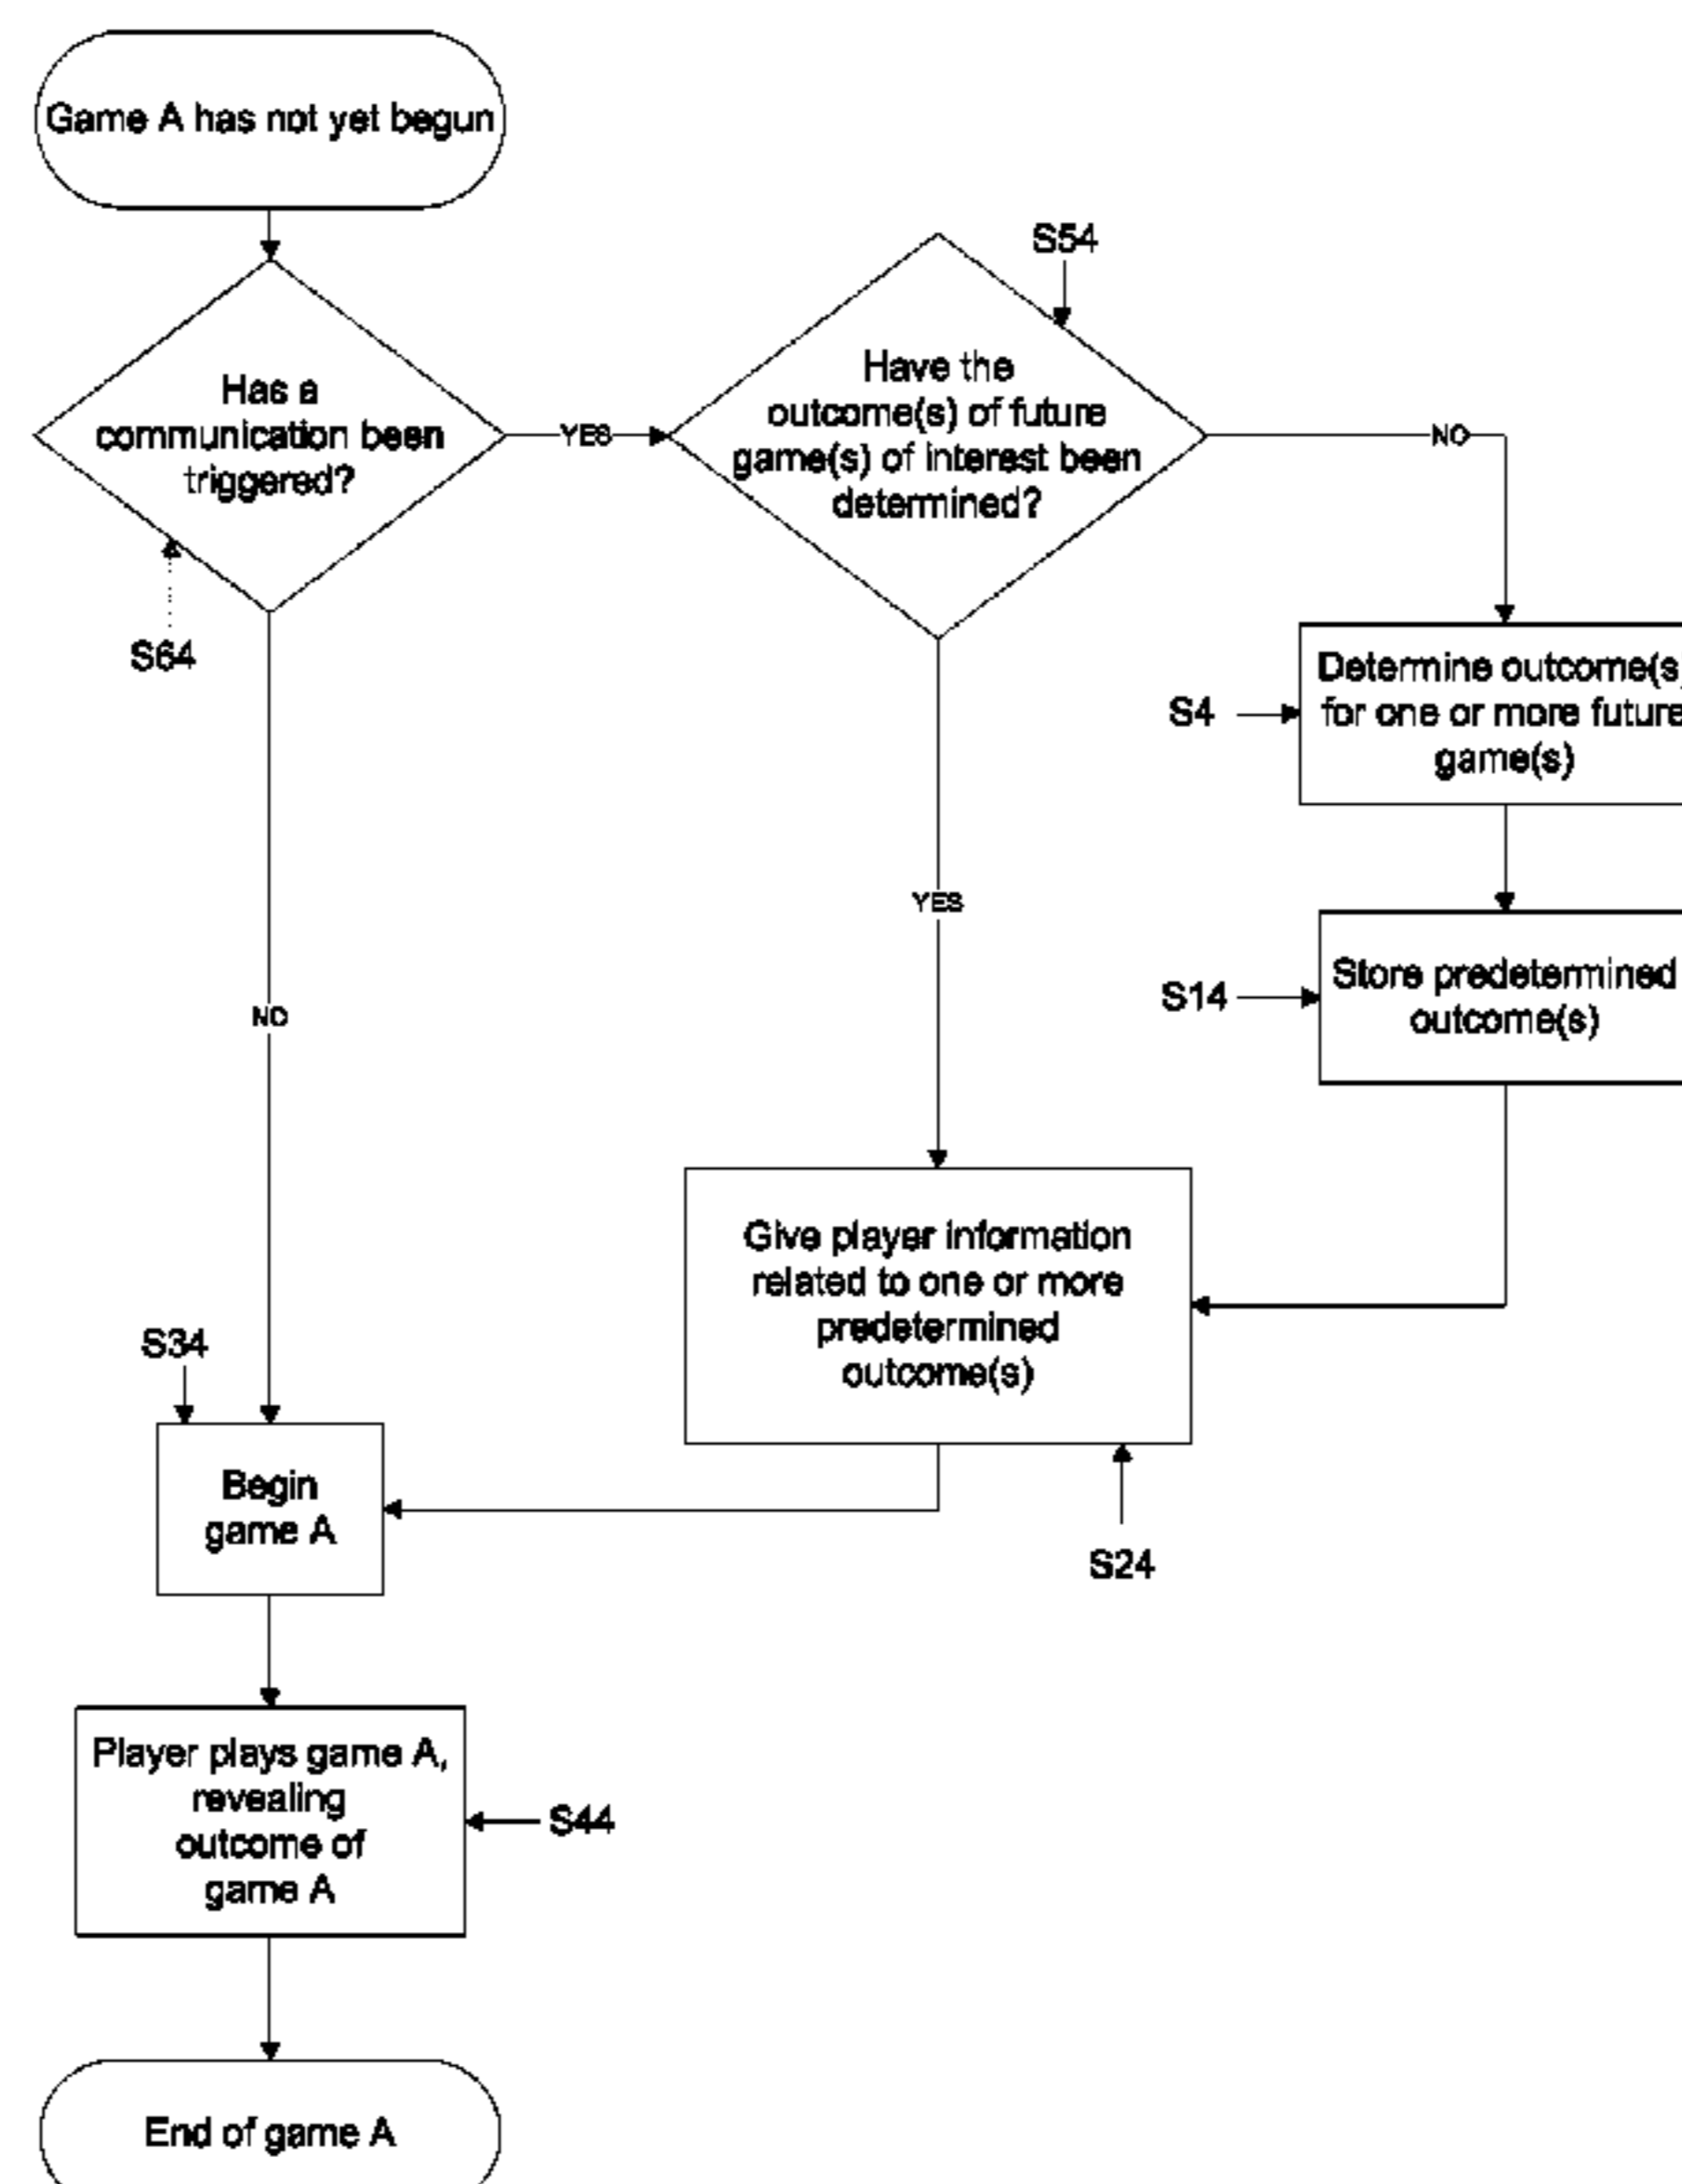 Game A has not yet begun
S54
Has a
communication been
triggered?
YES
Have the
outcome(s) of future
game(s) of interest been
determined?
NO
S64
S4
Determine outcome(s)
for one or more future
game(s)
YES
S14
Store predetermined
outcome(s)
NO
Give player information
related to one or more
predetermined
outcome(s)
S34
Begin
game A
S24
Player plays game A,
revealing
outcome of
game A
S44
End of game A